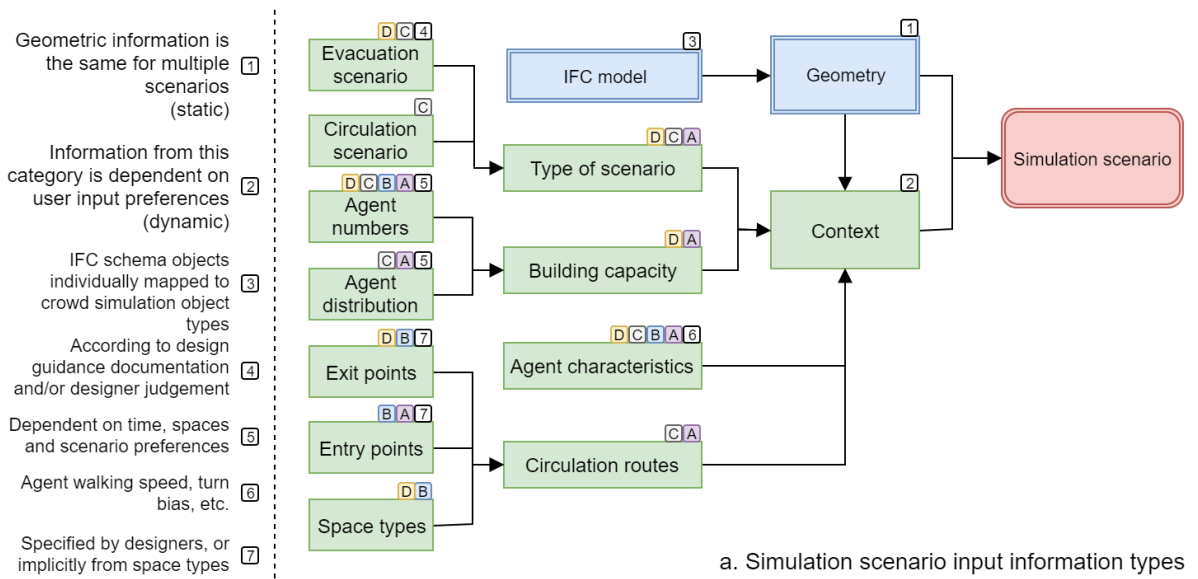 Geometric information is
the same for multiple
scenarios
(static)
1
Information from this
category is dependent on
user input preferences
(dynamic)
2
IFC schema objects
individually mapped to
crowd simulation object
types
3
According to design
guidance documentation
and/or designer judgement
4
Dependent on time, spaces
and scenario preferences
5
Agent walking speed, turn
bias, etc.
6
Specified by designers, or
implicitly from space types
7
D C 4
Evacuation
scenario
C
Circulation
scenario
D C B A 5
Agent
numbers
C A 5
Agent
distribution
D B 7
Exit points
B A 7
Entry points
D B
Space types
3
IFC model
D C A
Type of scenario
D A
Building capacity
D C B A 6
Agent characteristics
C A
Circulation routes
1
Geometry
2
Context
Simulation scenario
a. Simulation scenario input information types